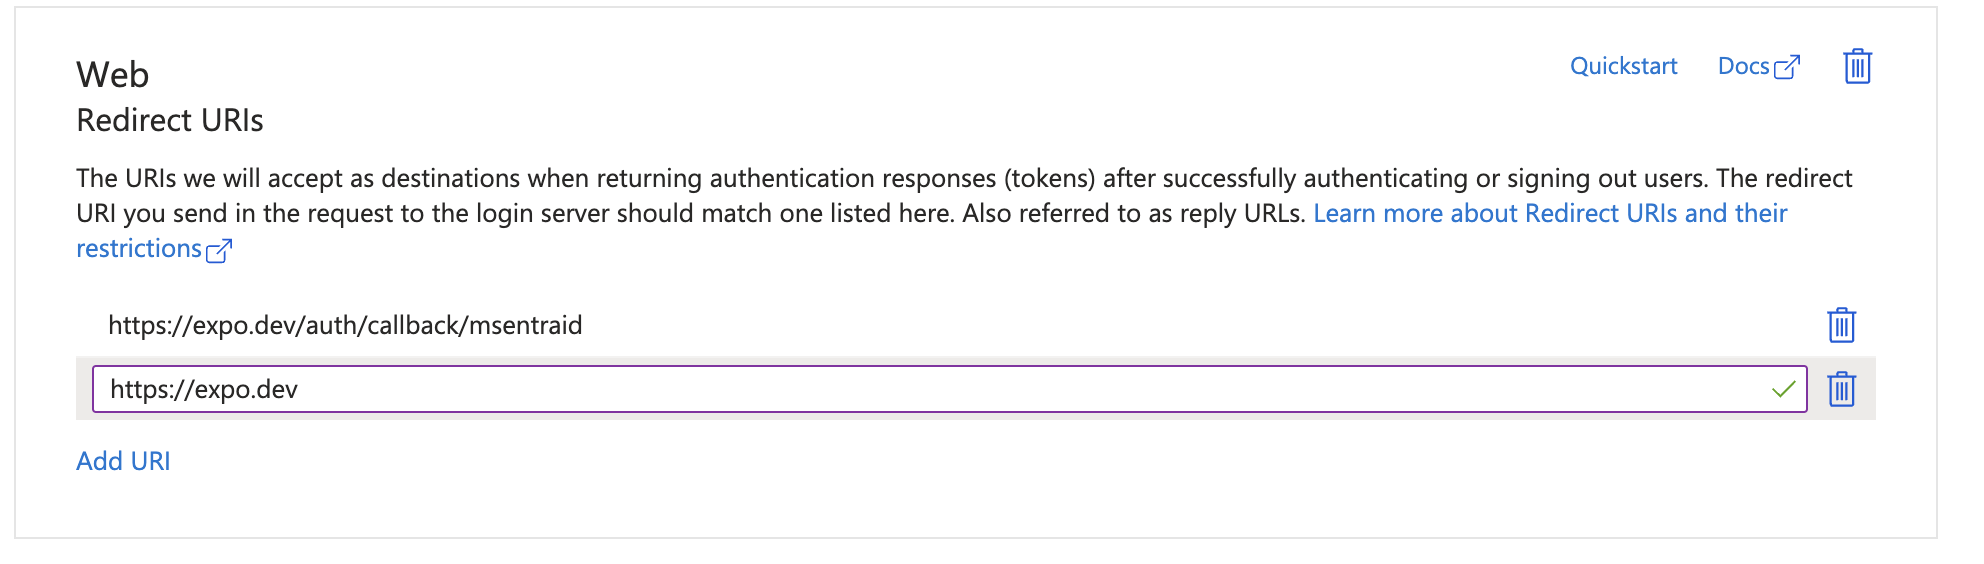 Web
Quickstart Docs
Redirect URIs
The URIs we will accept as destinations when returning authentication responses (tokens) after successfully authenticating or signing out users. The redirect
URI you send in the request to the login server should match one listed here. Also referred to as reply URLs. Learn more about Redirect URIs and their
restrictions
https://expo.dev/auth/callback/msentraid
https://expo.dev
Add URI